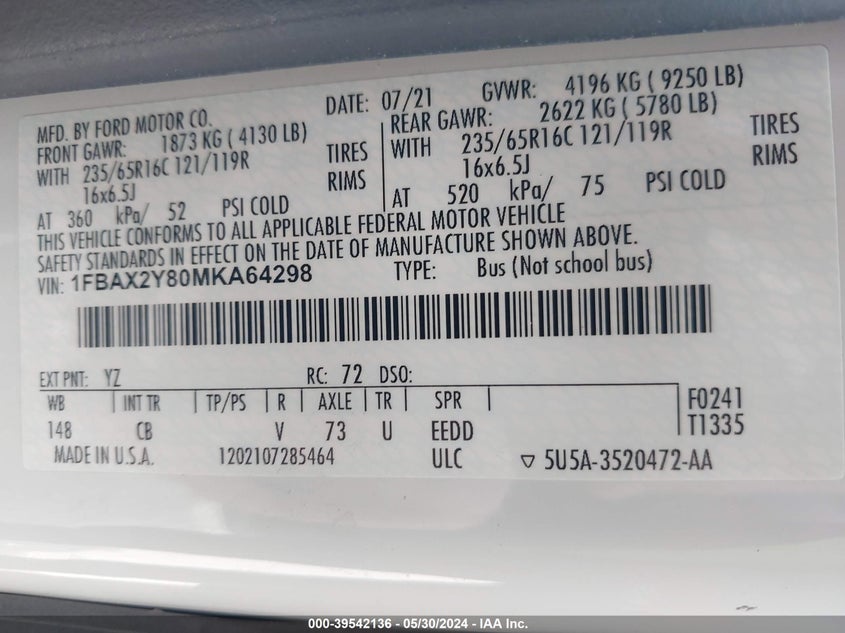 MFD. BY FORD MOTOR CO. DATE: 07/21 GVWR: 4196 KG ( 9250 LB)
FRONT GAWR: 1873 KG ( 4130 LB) REAR GAWR: 2622 KG ( 5780 LB)
WITH 235/65R16C 121/119R TIRES WITH 235/65R16C 121/119R TIRES
16x6.5J RIMS 16x6.5J RIMS
AT 360 kPa/ 52 PSI COLD AT 520 kPa/ 75 PSI COLD
THIS VEHICLE CONFORMS TO ALL APPLICABLE FEDERAL MOTOR VEHICLE
SAFETY STANDARDS IN EFFECT ON THE DATE OF MANUFACTURE SHOWN ABOVE.
VIN: 1FBAX2Y80MKA64298 TYPE: Bus (Not school bus)
EXT PNT: YZ RC: 72 DSO:
WB INT TR TP/PS R AXLE TR SPR F0241
148 CB V 73 U EEDD T1335
MADE IN U.S.A. 1202107285464 ULC ▽ 5U5A-3520472-AA
000-39542136 - 05/30/2024 - IAA Inc.